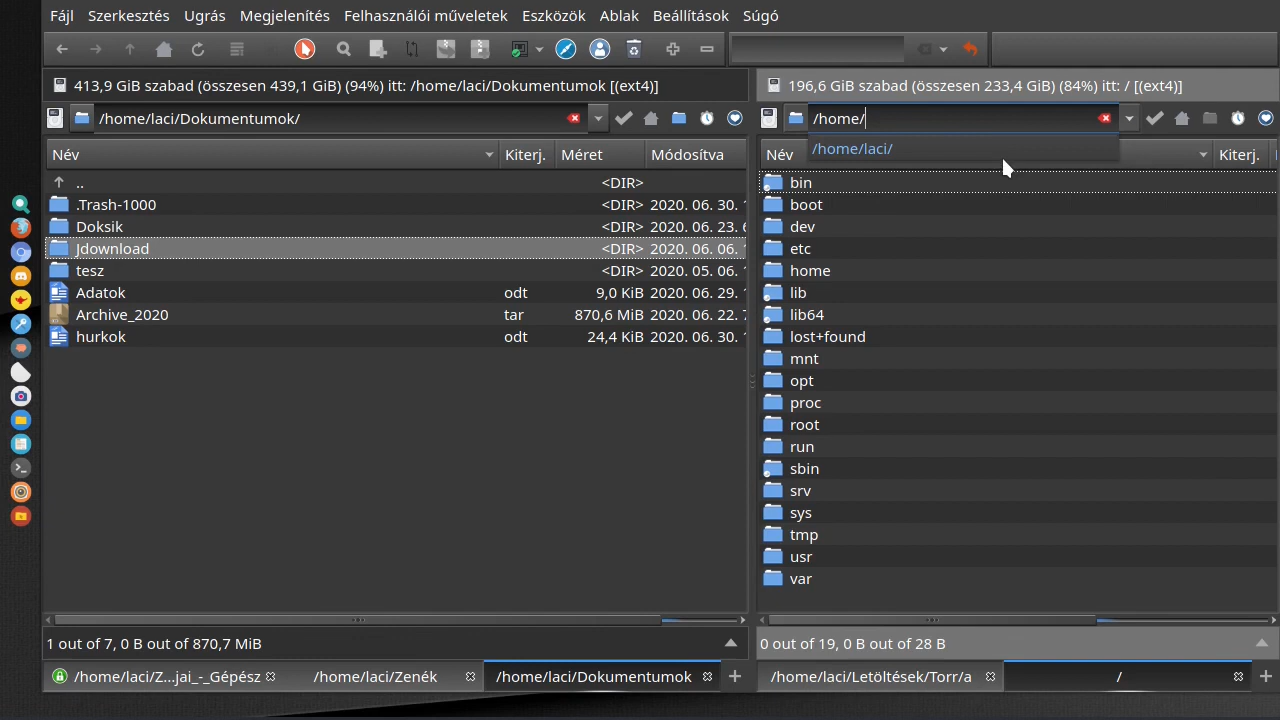 Fájl Szerkesztés Ugrás Megjelenítés Felhasználói műveletek Eszközök Ablak Beállítások Súgó
413,9 GiB szabad (összesen 439,1 GiB) (94%) itt: /home/laci/Dokumentumok [(ext4)]
/home/laci/Dokumentumok/
Név Kiterj. Méret Módosítva
.. <DIR>
.Trash-1000 <DIR> 2020. 06. 30.
Doksik <DIR> 2020. 06. 23.
Jdownload <DIR> 2020. 06. 06.
tesz <DIR> 2020. 05. 06.
Adatok odt 9,0 KiB 2020. 06. 29.
Archive_2020 tar 870,6 MiB 2020. 06. 22.
hurkok odt 24,4 KiB 2020. 06. 30.
1 out of 7, 0 B out of 870,7 MiB
/home/laci/Z...jai_-_Gépész /home/laci/Zenék /home/laci/Dokumentumok
196,6 GiB szabad (összesen 233,4 GiB) (84%) itt: / [(ext4)]
/home/
/home/laci/
Név Kiterj.
bin
boot
dev
etc
home
lib
lib64
lost+found
mnt
opt
proc
root
run
sbin
srv
sys
tmp
usr
var
0 out of 19, 0 B out of 28 B
/home/laci/Letöltések/Torr/a /